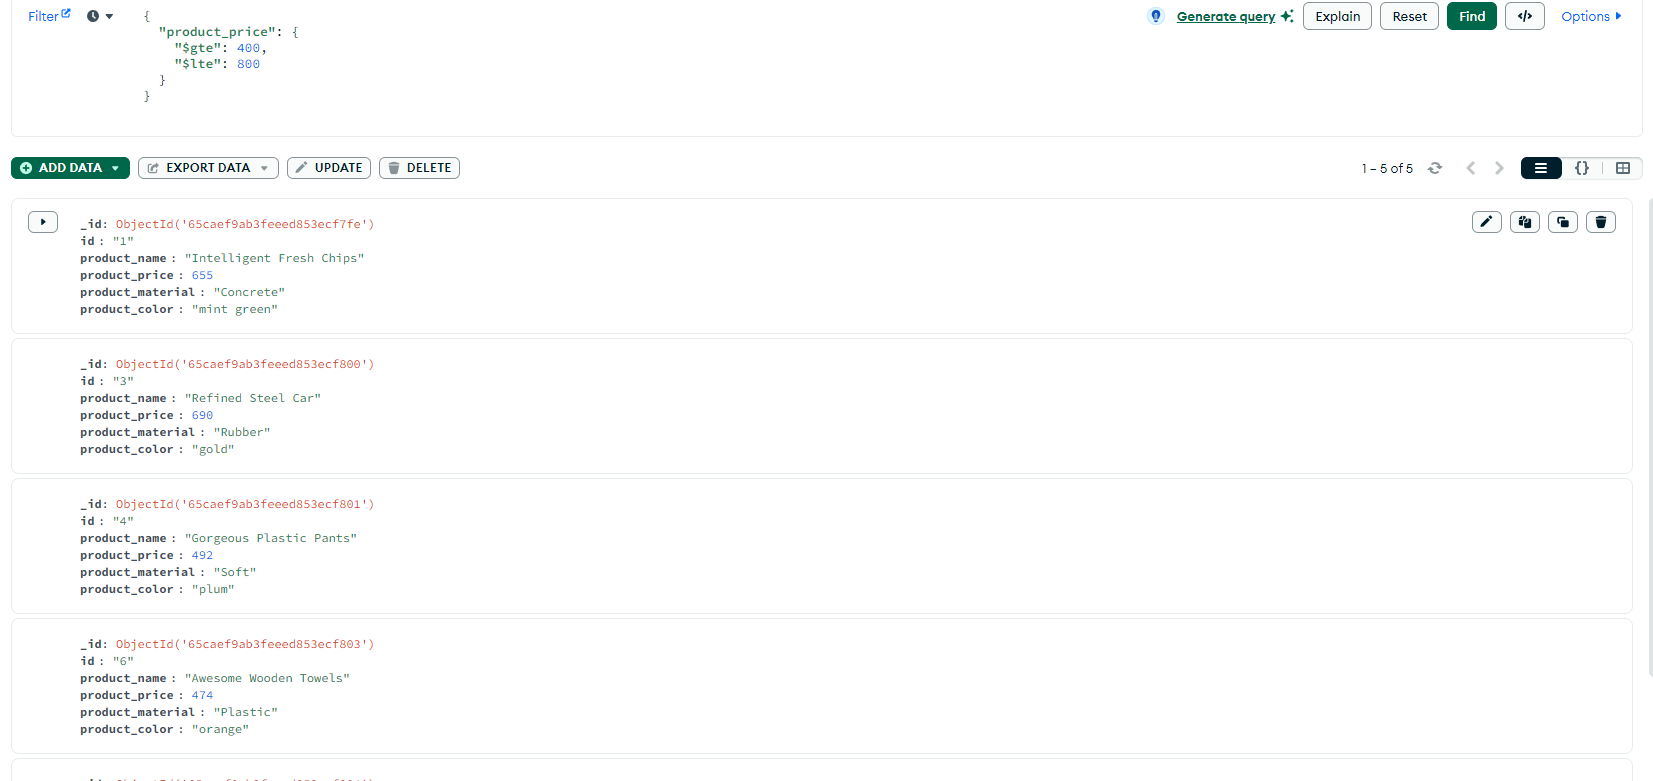 Filter
{
"product_price": {
"$gte": 400,
"$lte": 800
}
}
Generate query
Explain
Reset
Find
</>
Options
ADD DATA
EXPORT DATA
UPDATE
DELETE
1 – 5 of 5
{}
_id: ObjectId('65caef9ab3feeed853ecf7fe')
id : "1"
product_name : "Intelligent Fresh Chips"
product_price : 655
product_material : "Concrete"
product_color : "mint green"
_id: ObjectId('65caef9ab3feeed853ecf800')
id : "3"
product_name : "Refined Steel Car"
product_price : 690
product_material : "Rubber"
product_color : "gold"
_id: ObjectId('65caef9ab3feeed853ecf801')
id : "4"
product_name : "Gorgeous Plastic Pants"
product_price : 492
product_material : "Soft"
product_color : "plum"
_id: ObjectId('65caef9ab3feeed853ecf803')
id : "6"
product_name : "Awesome Wooden Towels"
product_price : 474
product_material : "Plastic"
product_color : "orange"